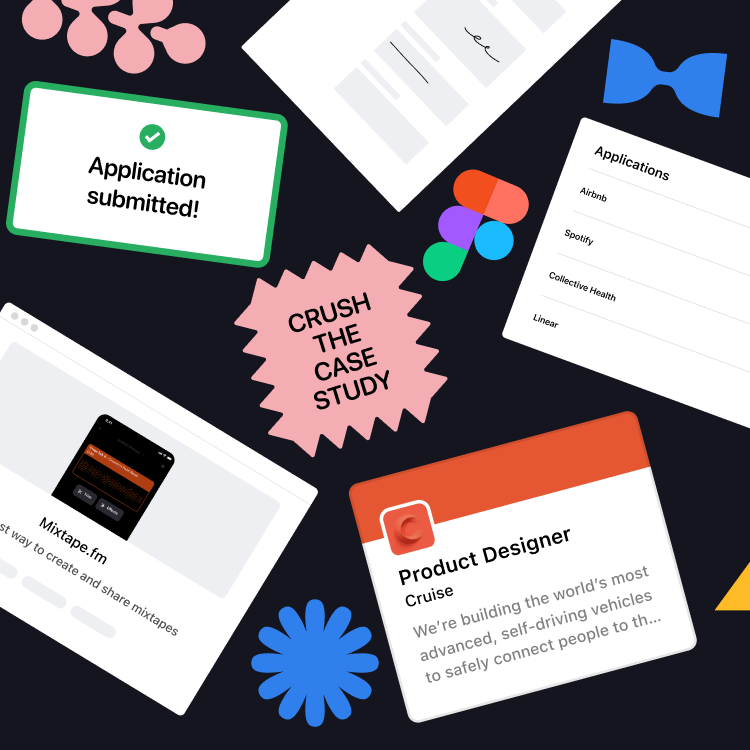 Application
submitted!
Applications
Airbnb
Spotify
Collective Health
Linear
CRUSH
THE
CASE
STUDY
Mixtape.fm
st way to create and share mixtapes
Product Designer
Cruise
We're building the world's most
advanced, self-driving vehicles
to safely connect people to th...